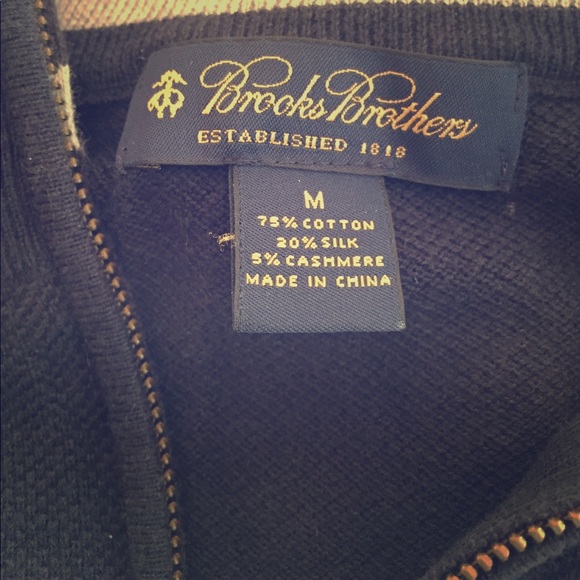 Brooks Brothers
ESTABLISHED 1818
M
75% COTTON
20% SILK
5% CASHMERE
MADE IN CHINA